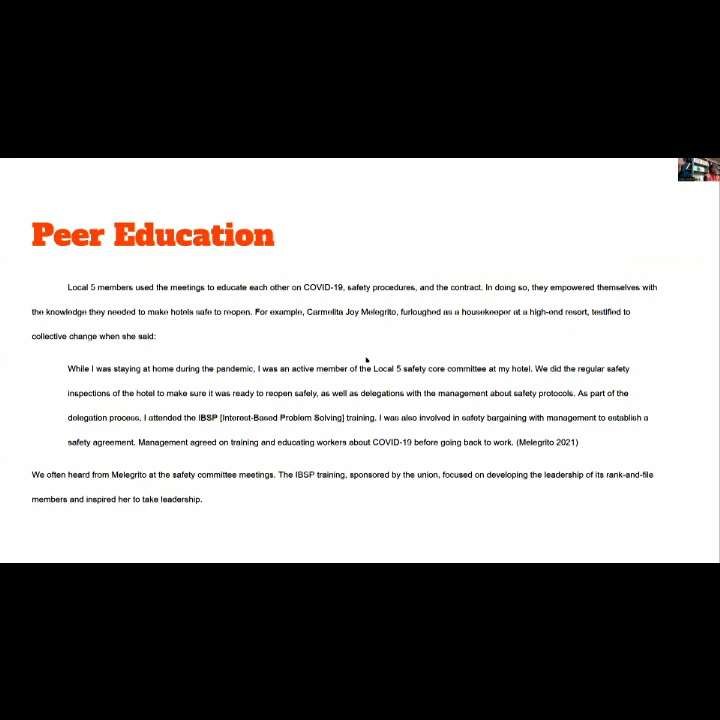 Peer Education
Local 5 members used the meetings to educate each other on COVID-19, safety procedures, and the contract. In doing so, they empowered themselves with
the knowledge they needed to make hotels safe to reopen. For example, Carmelita Joy Melegrito, furloughed as a housekeeper at a high-end resort, testified to
collective change when she said:
While I was staying at home during the pandemic, I was an active member of the Local 5 safety core committee at my hotel. We did the regular safety
inspections of the hotel to make sure it was ready to reopen safely, as well as delegations with the management about safety protocols. As part of the
delegation process, I attended the IBSP [Interest-Based Problem Solving] training. I was also involved in safety bargaining with management to establish a
safety agreement. Management agreed on training and educating workers about COVID-19 before going back to work. (Melegrito 2021)
We often heard from Melegrito at the safety committee meetings. The IBSP training, sponsored by the union, focused on developing the leadership of its rank-and-file
members and inspired her to take leadership.